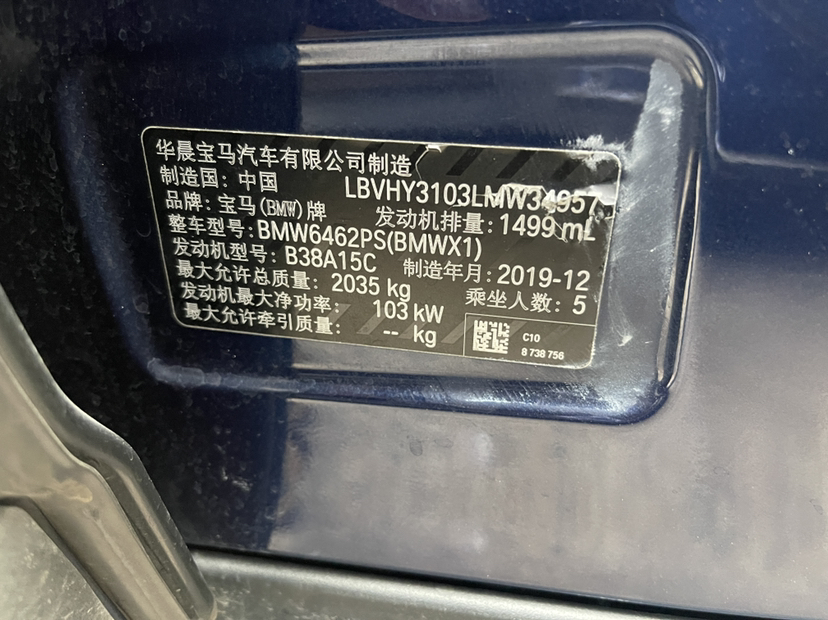 华晨宝马汽车有限公司制造
制造国: 中国 LBVHY3103LMW34957
品牌: 宝马(BMW)牌 发动机排量: 1499 mL
整车型号: BMW6462PS(BMWX1)
发动机型号: B38A15C 制造年月: 2019-12
最大允许总质量: 2035 kg 乘坐人数: 5
发动机最大净功率: 103 kW
最大允许牵引质量: -- kg
C10
8 738 756